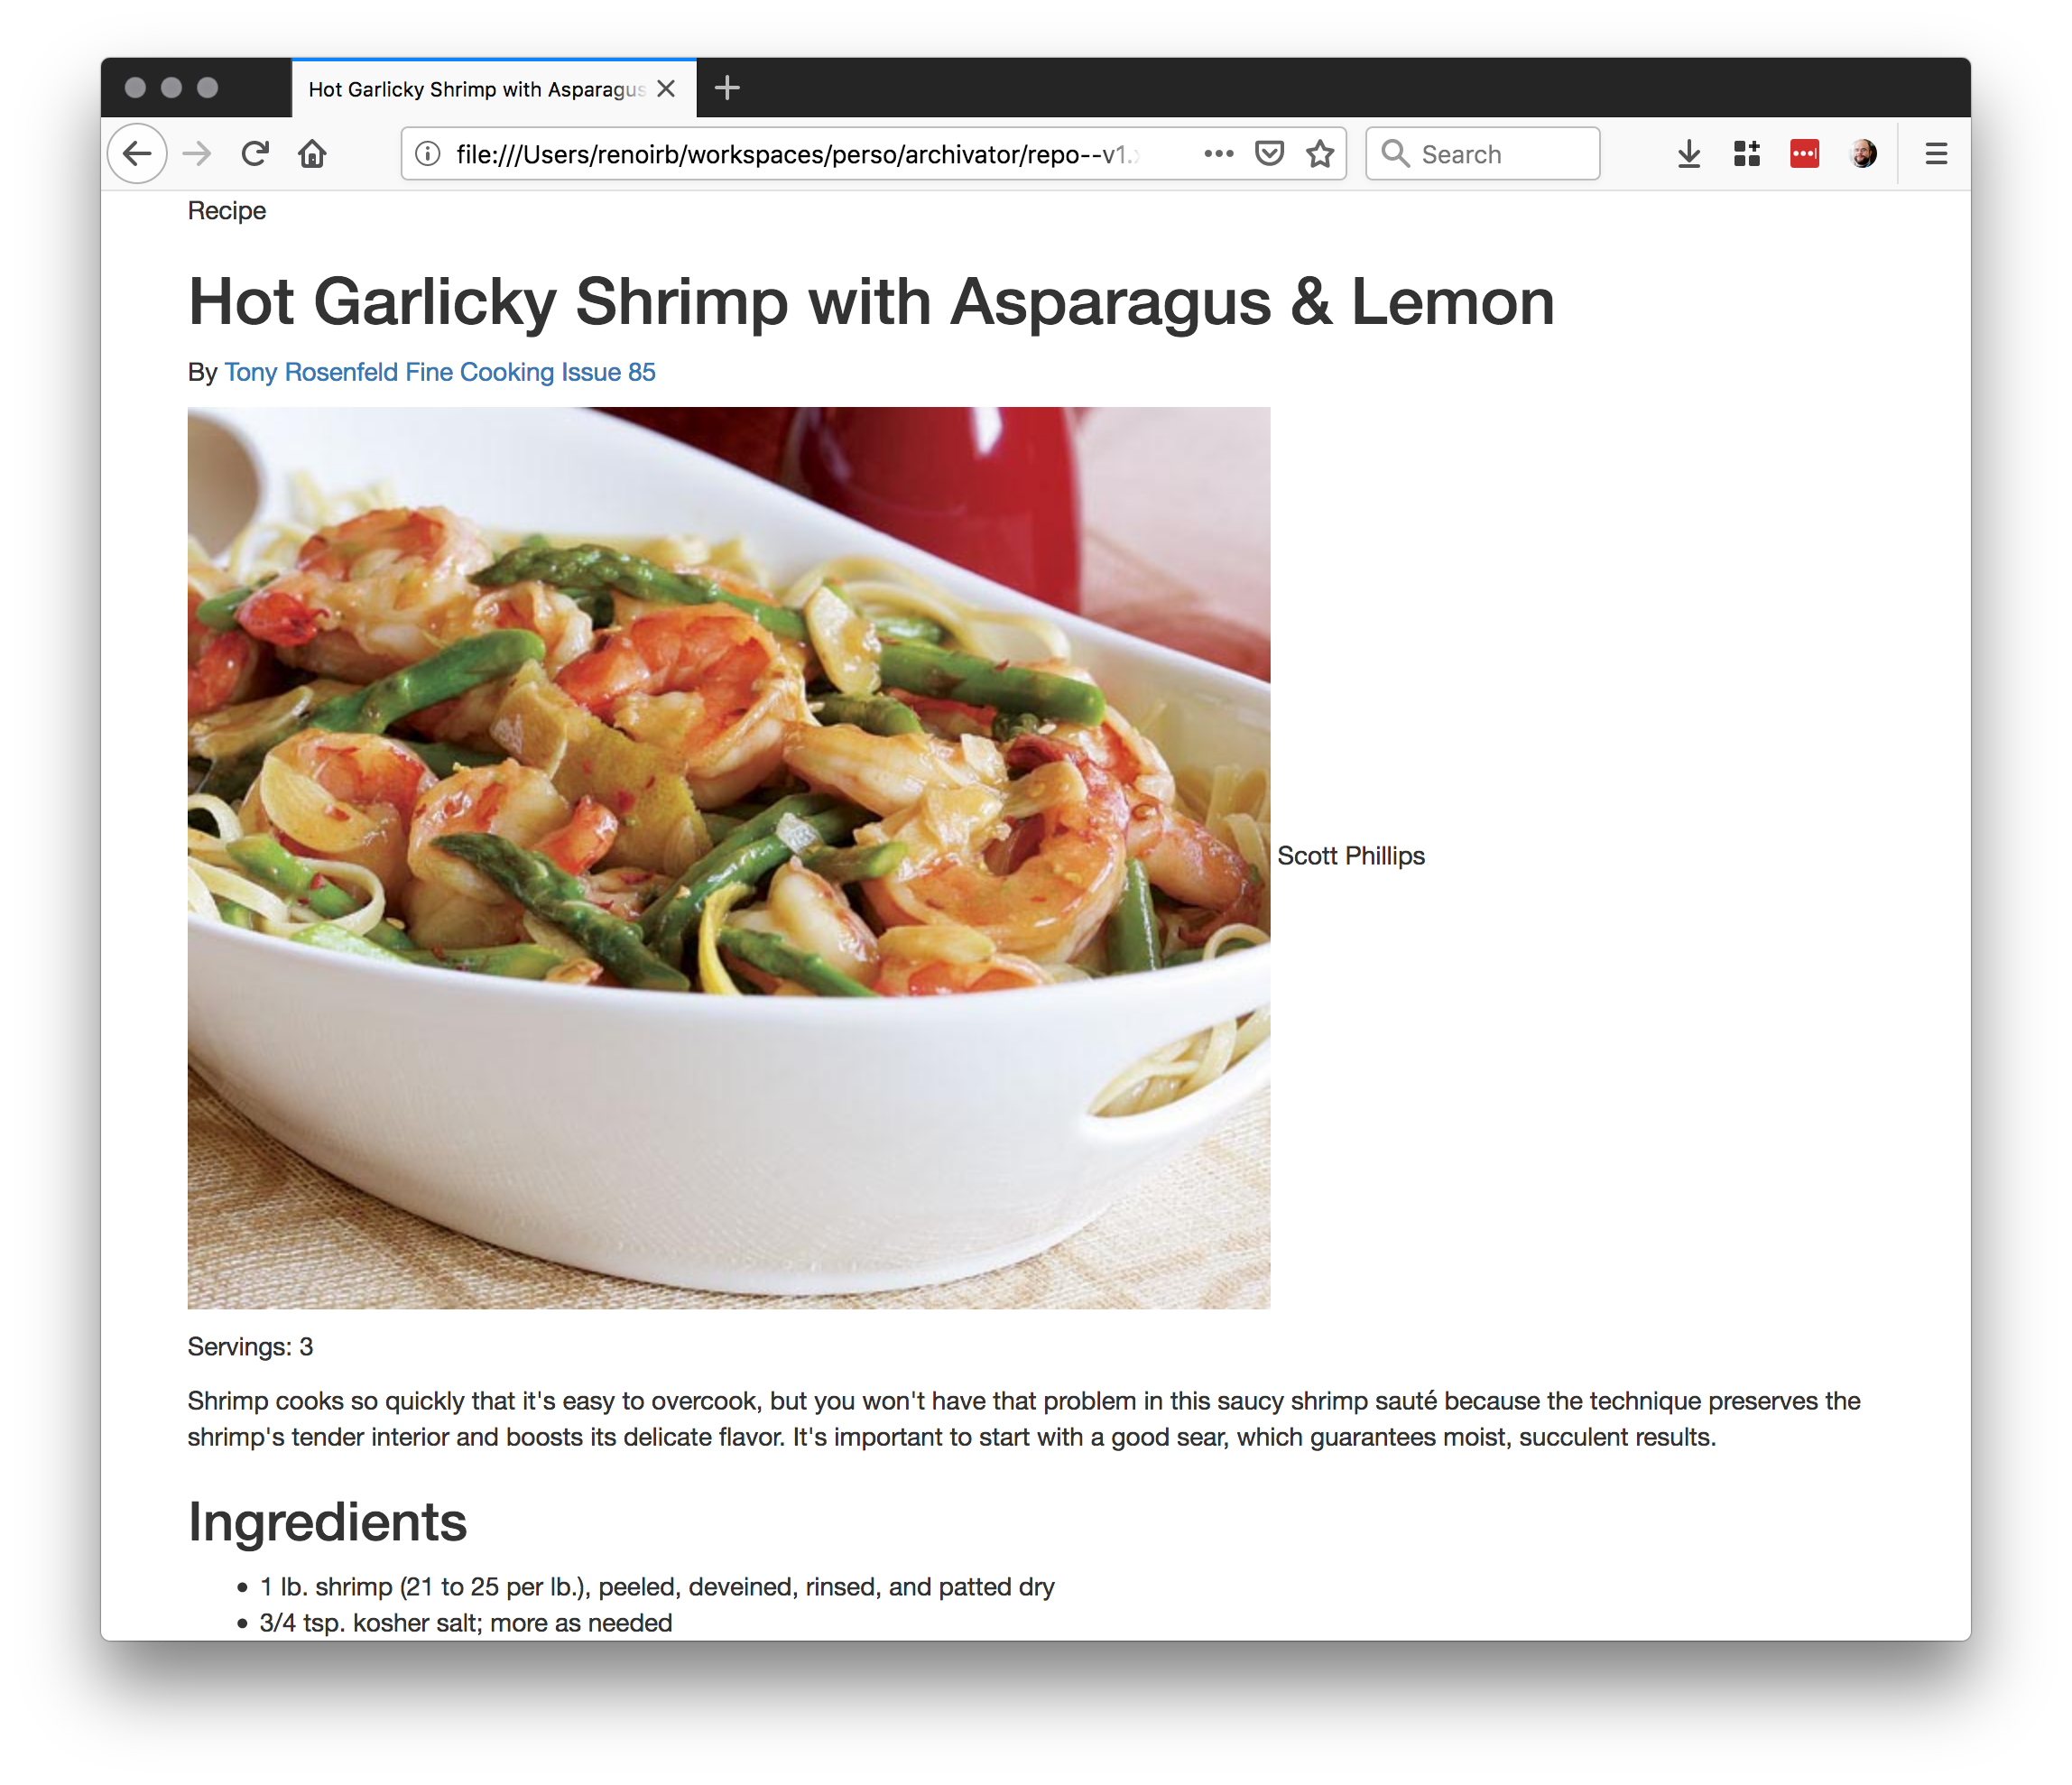 Hot Garlicky Shrimp with Asparagus
file:///Users/renoirb/workspaces/perso/archivator/repo--v1.
Search
Recipe
Hot Garlicky Shrimp with Asparagus & Lemon
By Tony Rosenfeld Fine Cooking Issue 85
Scott Phillips
Servings: 3
Shrimp cooks so quickly that it's easy to overcook, but you won't have that problem in this saucy shrimp sauté because the technique preserves the
shrimp's tender interior and boosts its delicate flavor. It's important to start with a good sear, which guarantees moist, succulent results.
Ingredients
• 1 lb. shrimp (21 to 25 per lb.), peeled, deveined, rinsed, and patted dry
• 3/4 tsp. kosher salt; more as needed